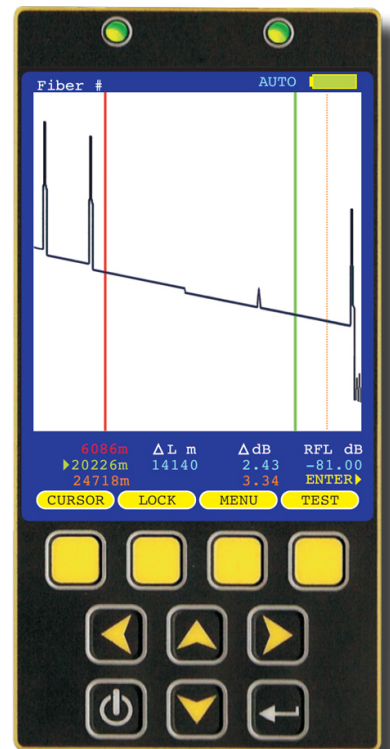 Fiber # AUTO
6086m ΔL m ΔdB RFL dB
▶20226m 14140 2.43 -81.00
24718m 3.34 ENTER▶
CURSOR LOCK MENU TEST